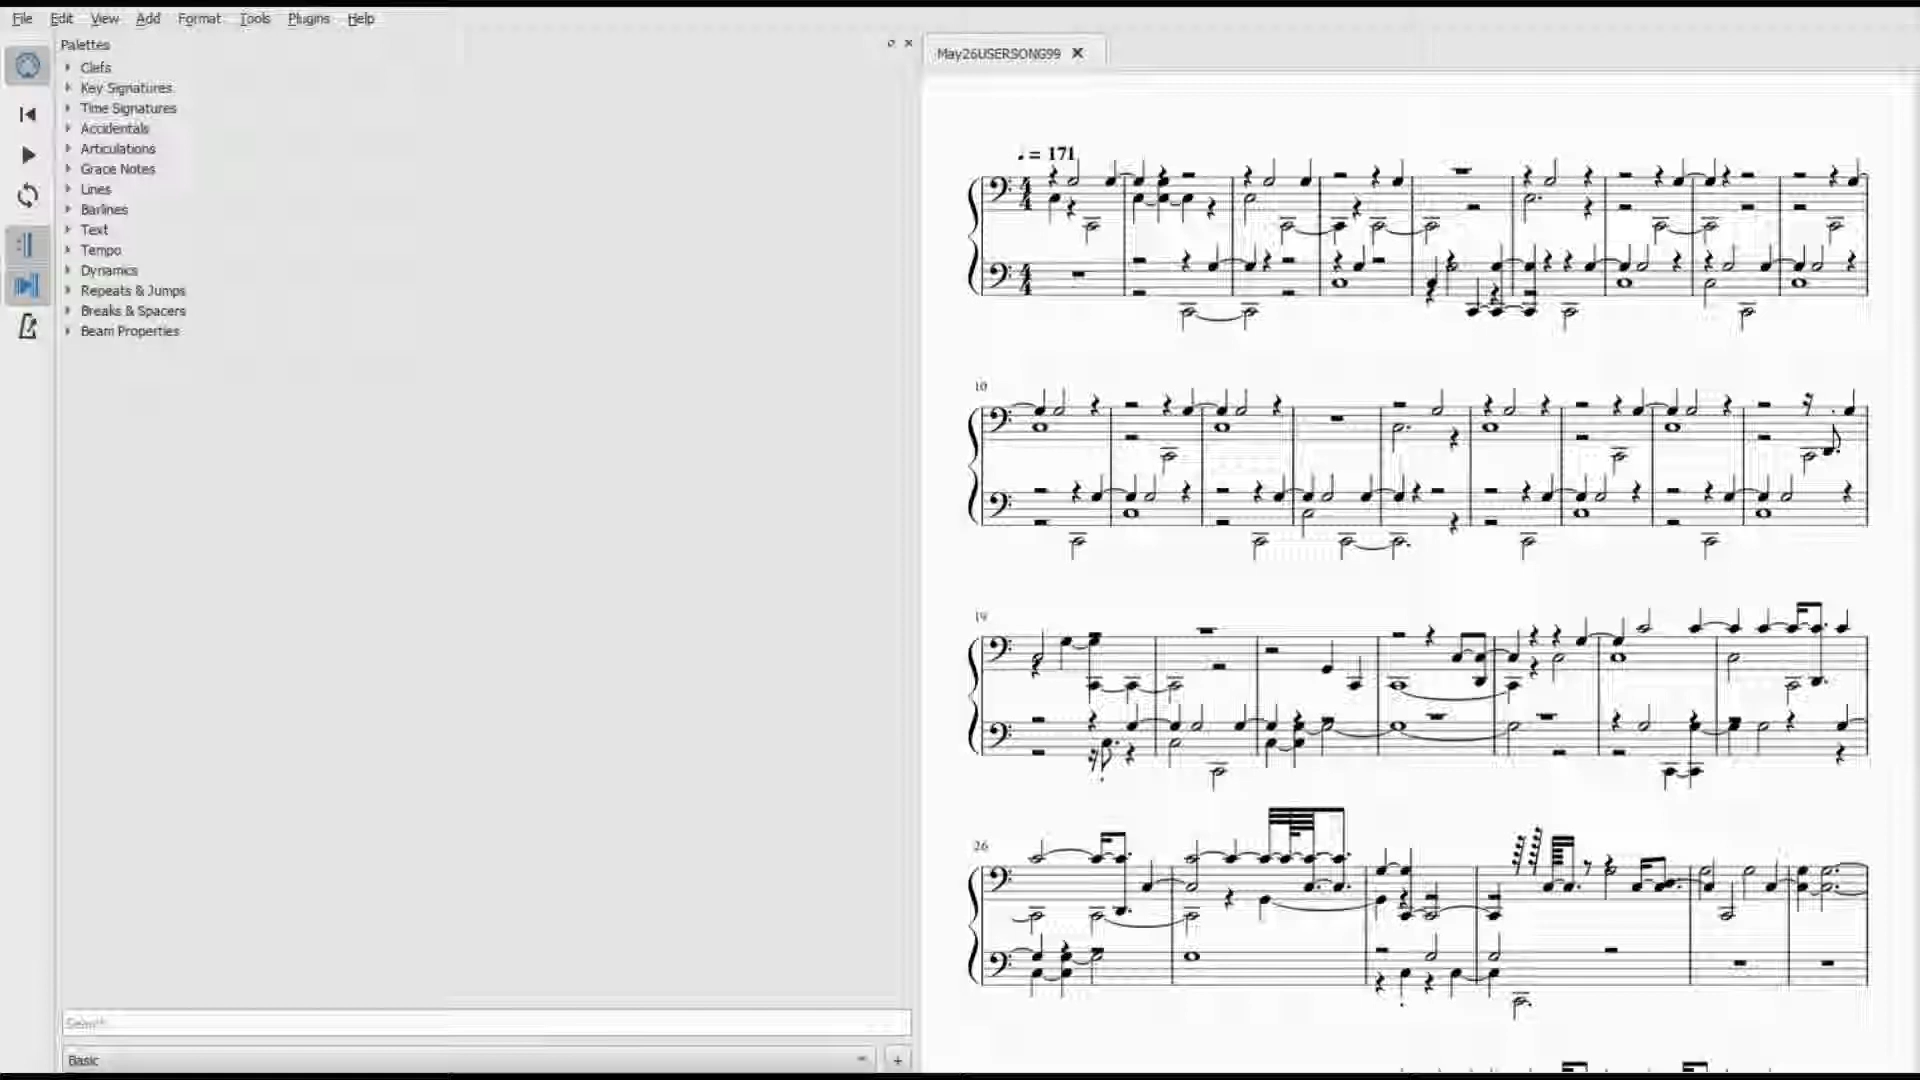 File Edit View Add Format Tools Plugins Help
Palettes
Clefs
Key Signatures
Time Signatures
Accidentals
Articulations
Grace Notes
Lines
Barlines
Text
Tempo
Dynamics
Repeats & Jumps
Breaks & Spacers
Beam Properties
Search
Basic
+
May26USERSONG99
♩ = 171
10
19
26